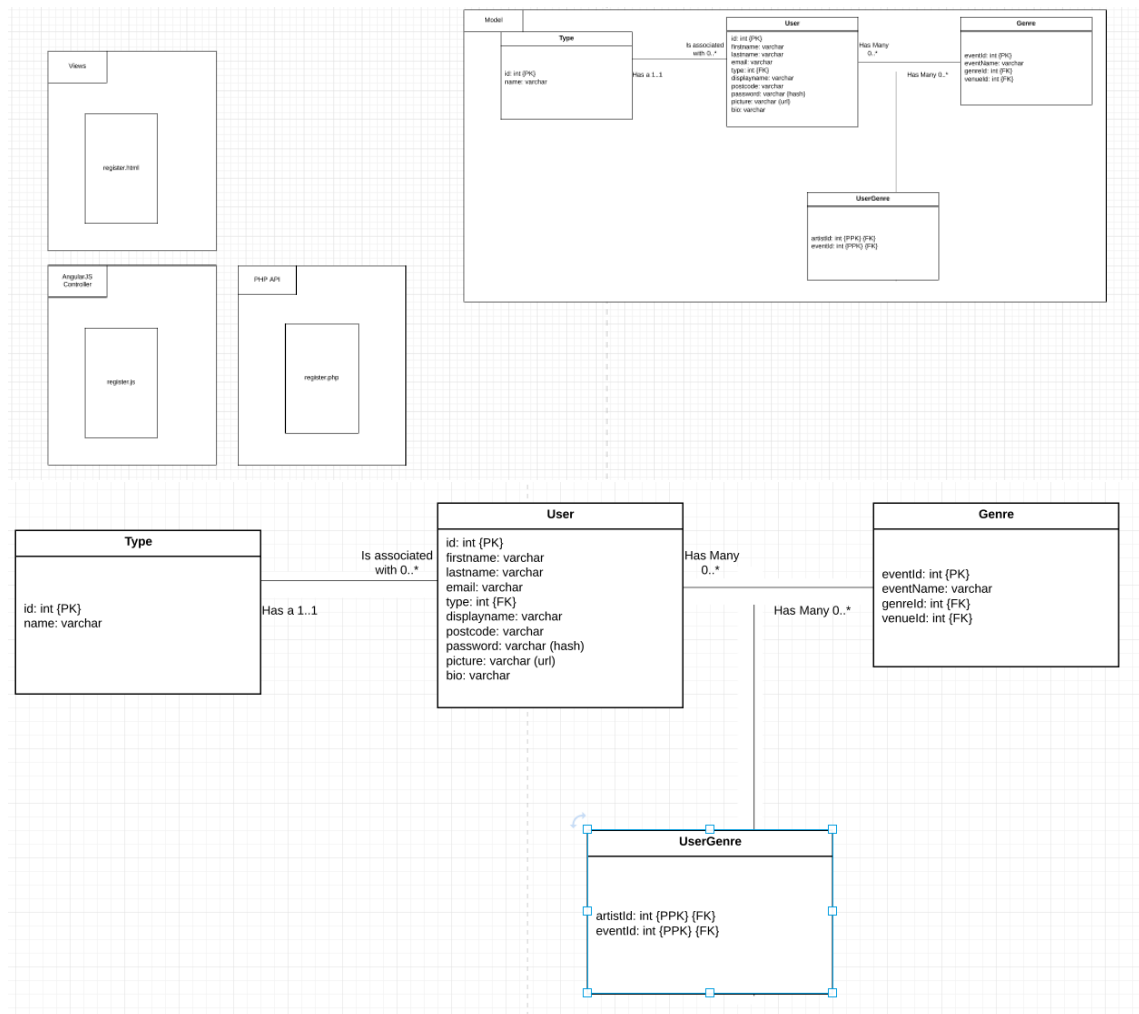 Views
register.html
AngularJS
Controller
register.js
PHP API
register.php
Model
Type
id: int {PK}
name: varchar
Has a 1..1
Is associated
with 0..*
User
id: int {PK}
firstname: varchar
lastname: varchar
email: varchar
type: int {FK}
displayname: varchar
postcode: varchar
password: varchar (hash)
picture: varchar (url)
bio: varchar
Has Many
0..*
Has Many 0..*
Genre
eventId: int {PK}
eventName: varchar
genreId: int {FK}
venueId: int {FK}
UserGenre
artistId: int {PPK} {FK}
eventId: int {PPK} {FK}
Type
id: int {PK}
name: varchar
Has a 1..1
Is associated
with 0..*
User
id: int {PK}
firstname: varchar
lastname: varchar
email: varchar
type: int {FK}
displayname: varchar
postcode: varchar
password: varchar (hash)
picture: varchar (url)
bio: varchar
Has Many
0..*
Has Many 0..*
Genre
eventId: int {PK}
eventName: varchar
genreId: int {FK}
venueId: int {FK}
UserGenre
artistId: int {PPK} {FK}
eventId: int {PPK} {FK}